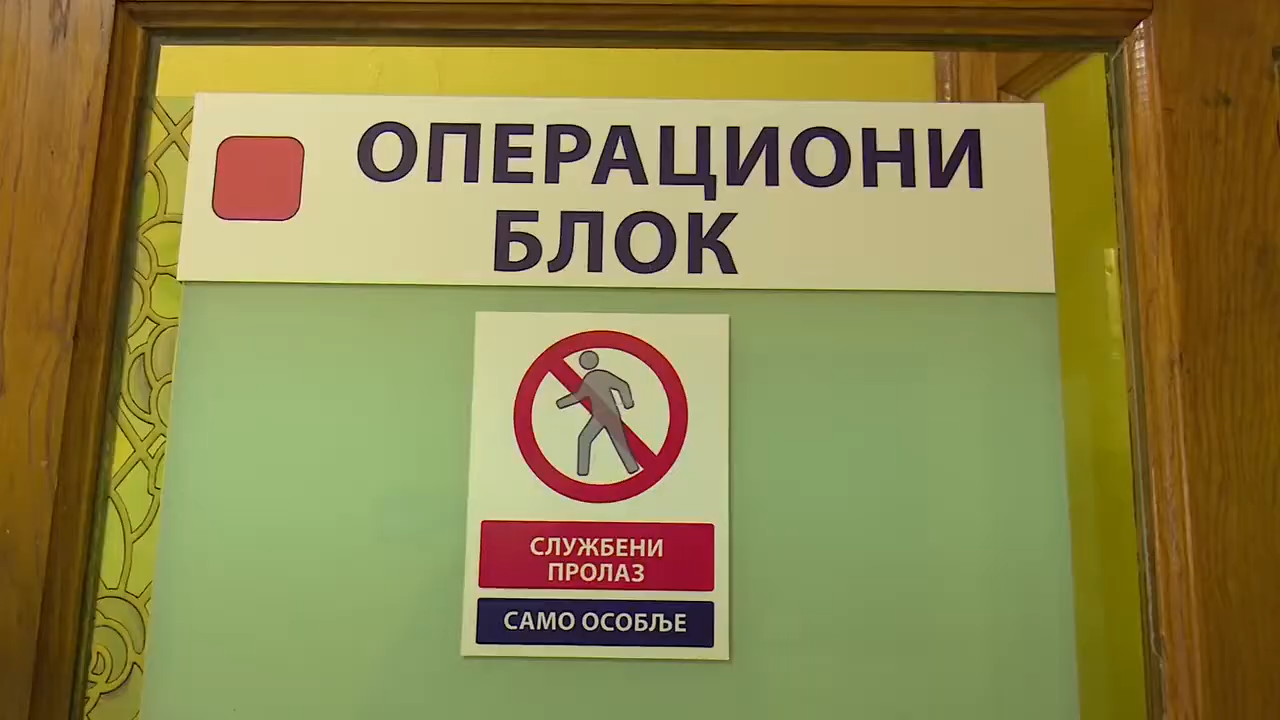 ОПЕРАЦИОНИ
БЛОК
СЛУЖБЕНИ
ПРОЛАЗ
САМО ОСОБЉЕ